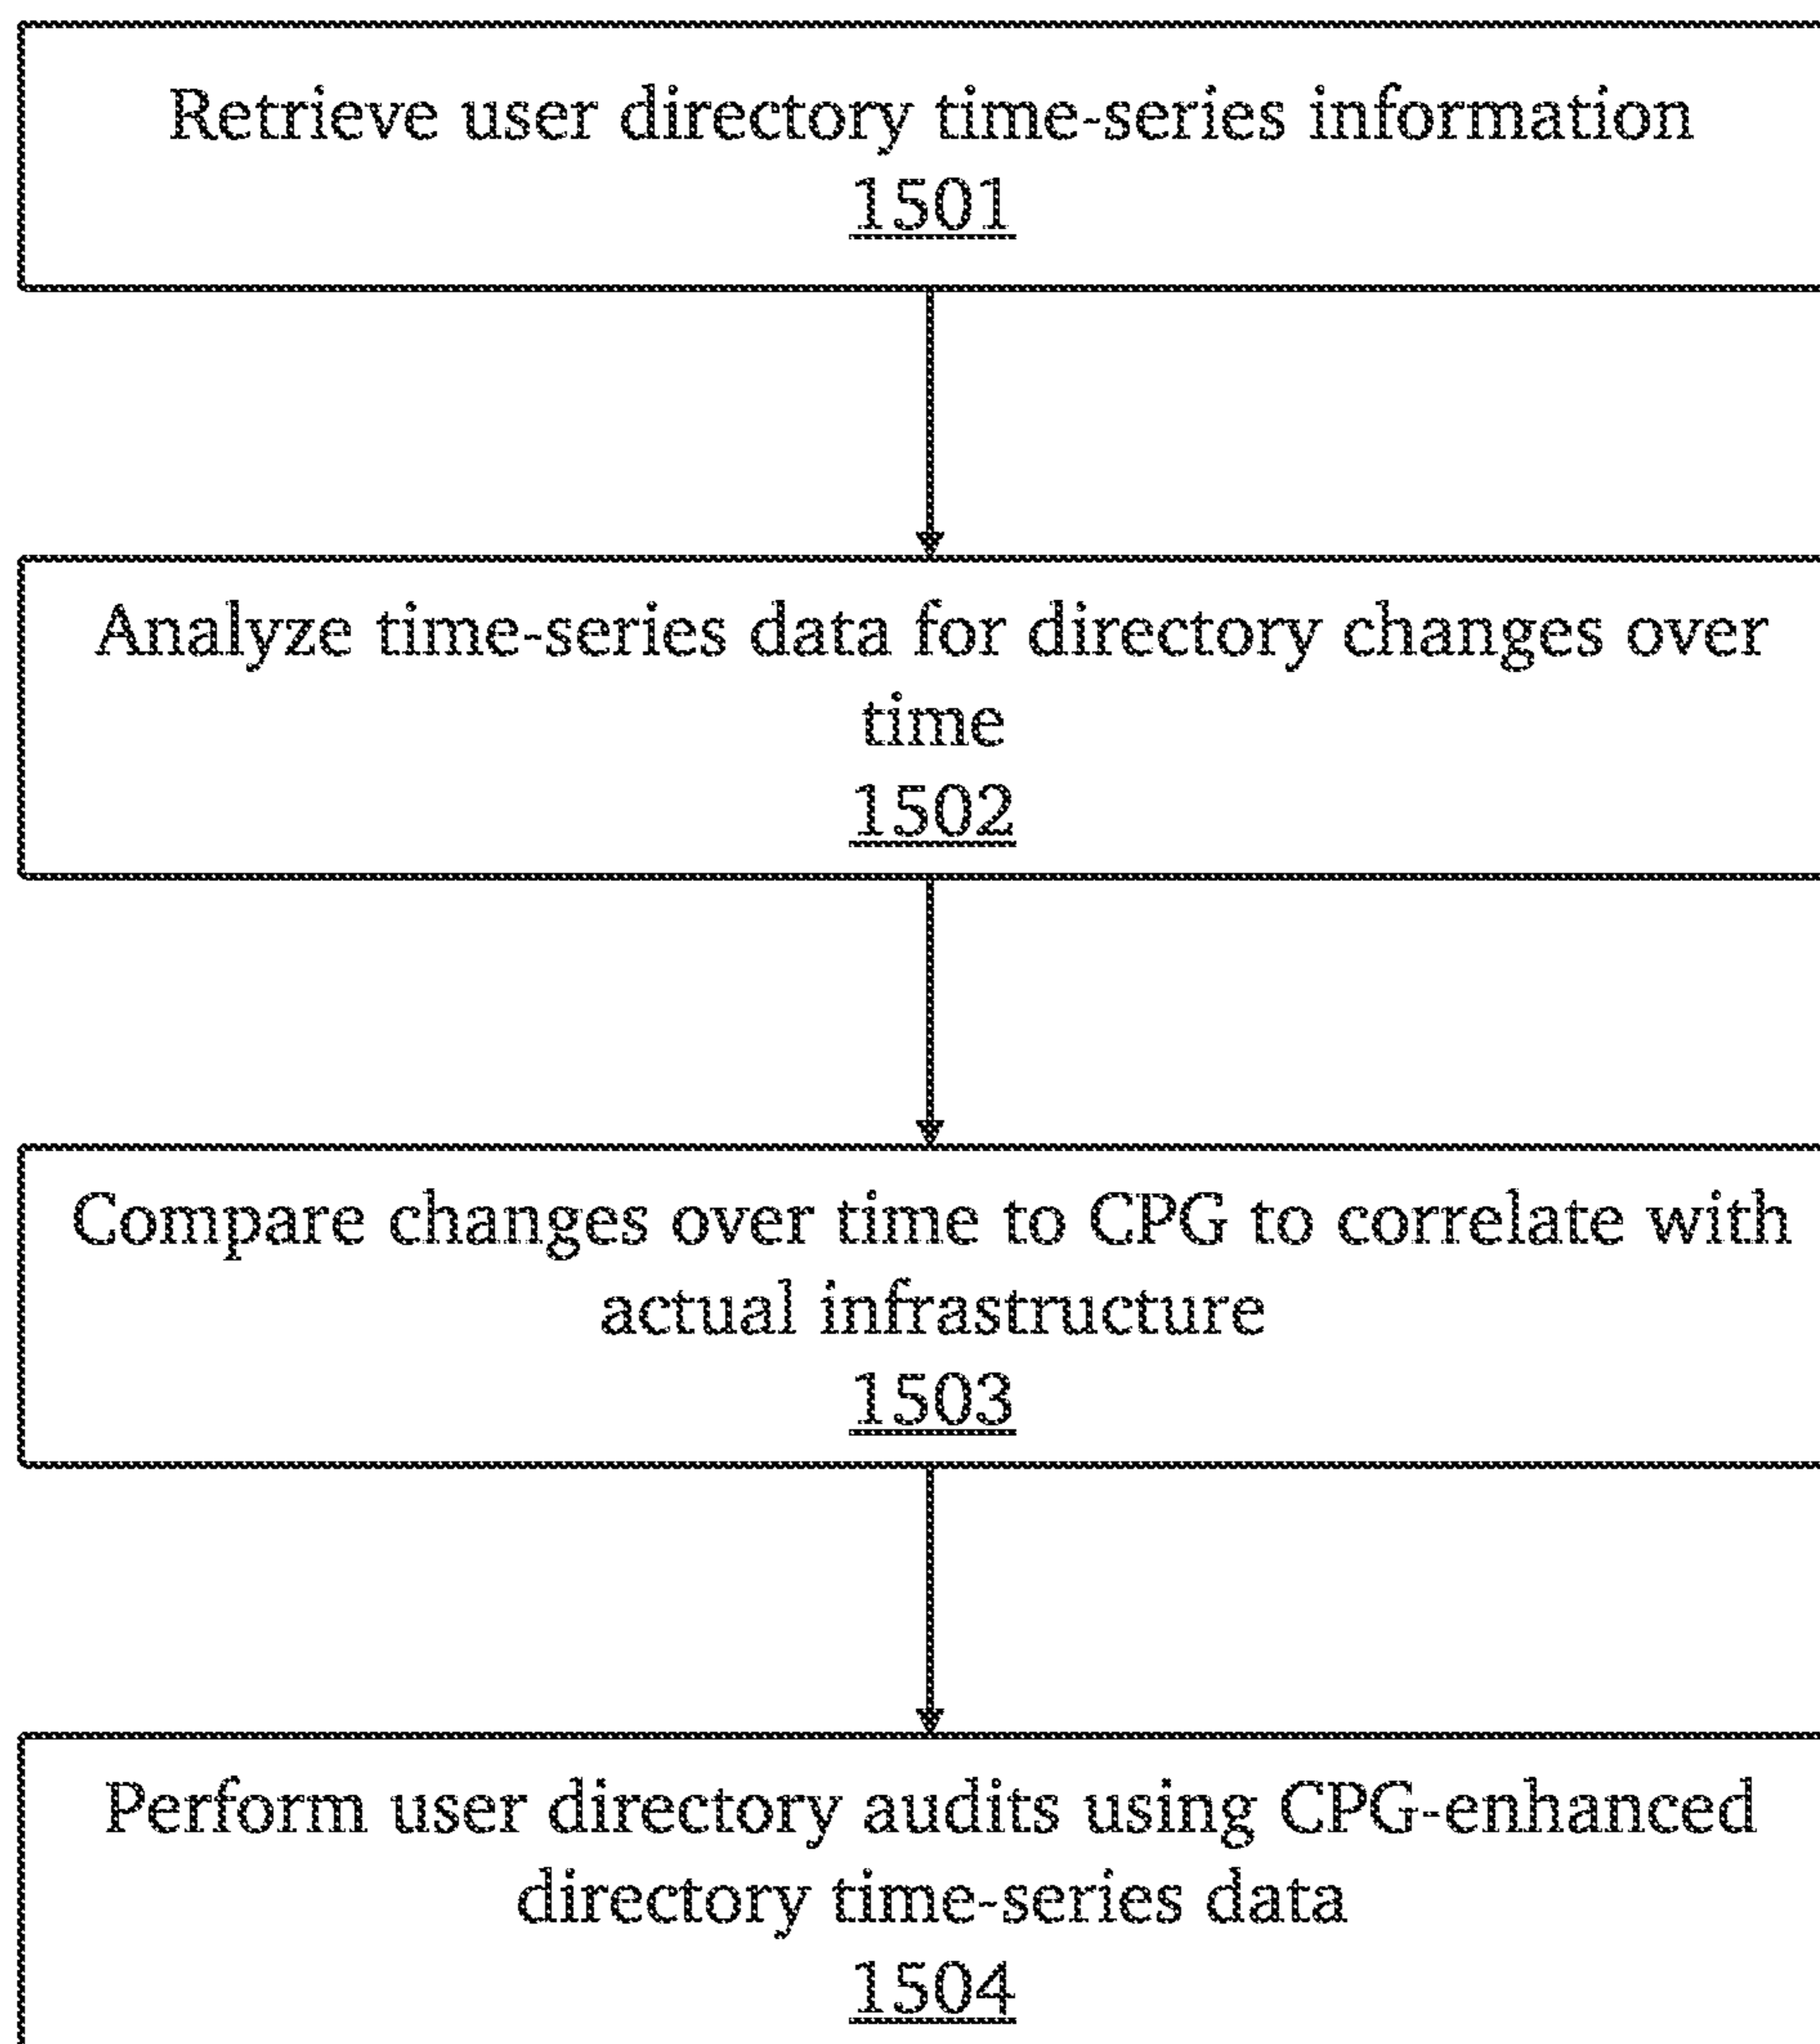 Retrieve user directory time-series information
1501
Analyze time-series data for directory changes over
time
1502
Compare changes over time to CPG to correlate with
actual infrastructure
1503
Perform user directory audits using CPG-enhanced
directory time-series data
1504